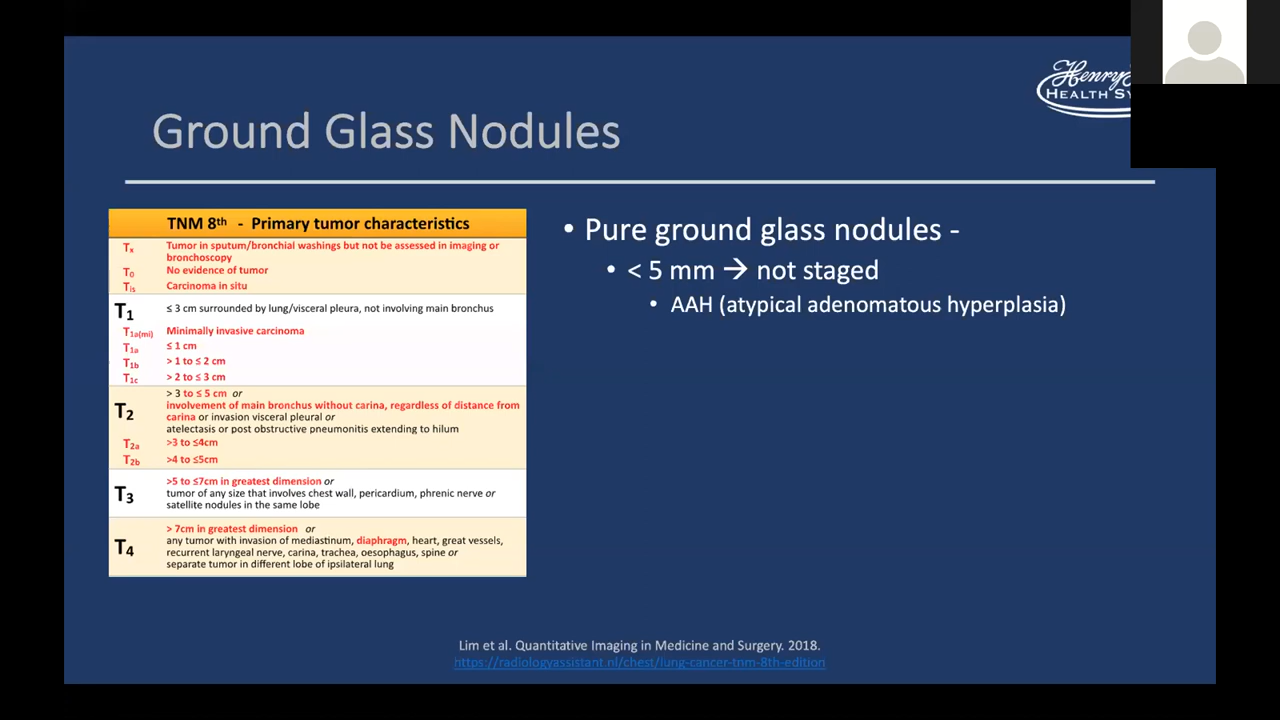 Henry
HEALTH SY
Ground Glass Nodules
TNM 8th - Primary tumor characteristics
Tx Tumor in sputum/bronchial washings but not be assessed in imaging or
bronchoscopy
T0 No evidence of tumor
Tis Carcinoma in situ
T1 ≤ 3 cm surrounded by lung/visceral pleura, not involving main bronchus
T1a(mi) Minimally invasive carcinoma
T1a ≤ 1 cm
T1b > 1 to ≤ 2 cm
T1c > 2 to ≤ 3 cm
> 3 to ≤ 5 cm or
T2 involvement of main bronchus without carina, regardless of distance from
carina or invasion visceral pleural or
atelectasis or post obstructive pneumonitis extending to hilum
T2a >3 to ≤4cm
T2b >4 to ≤5cm
>5 to ≤7cm in greatest dimension or
T3 tumor of any size that involves chest wall, pericardium, phrenic nerve or
satellite nodules in the same lobe
> 7cm in greatest dimension or
T4 any tumor with invasion of mediastinum, diaphragm, heart, great vessels,
recurrent laryngeal nerve, carina, trachea, oesophagus, spine or
separate tumor in different lobe of ipsilateral lung
• Pure ground glass nodules -
• < 5 mm → not staged
• AAH (atypical adenomatous hyperplasia)
Lim et al. Quantitative Imaging in Medicine and Surgery. 2018.
https://radiologyassistant.nl/chest/lung-cancer-tnm-8th-edition